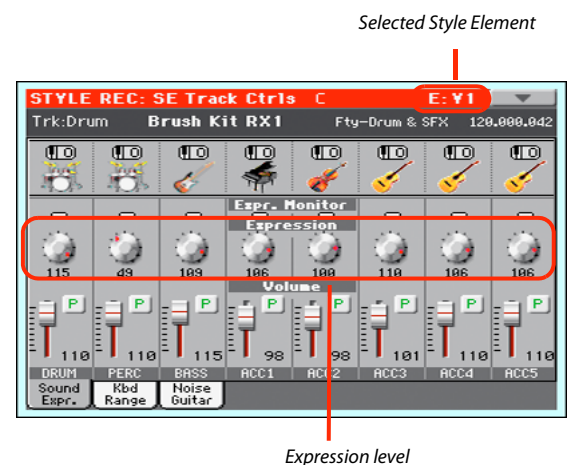 Selected Style Element
STYLE REC: SE Track Ctrls C E: V1
Trk:Drum Brush Kit RX1 Fty-Drum & SFX 120.000.042
Expr. Monitor
Expression
115 49 109 106 100 110 106 106
Volume
P P P P P P P P
110 110 115 98 98 101 110 110
DRUM PERC BASS ACC1 ACC2 ACC3 ACC4 ACC5
Sound Expr. Kbd Range Noise Guitar
Expression level